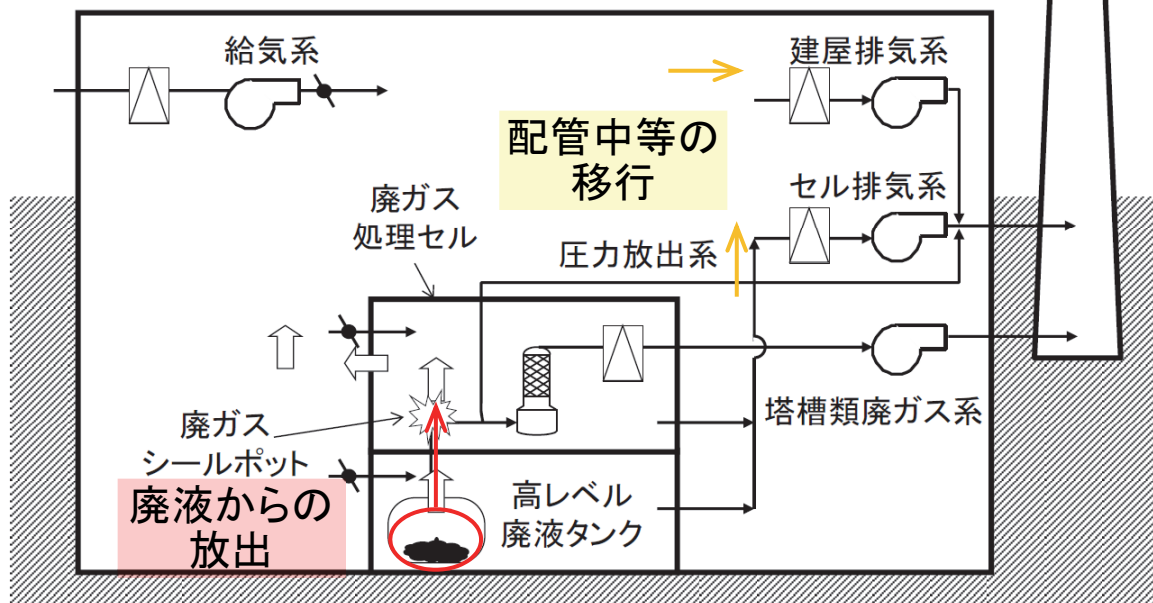 給気系
建屋排気系
配管中等の
移行
セル排気系
廃ガス
処理セル
圧力放出系
塔槽類廃ガス系
廃ガス
シールポット
廃液からの
放出
高レベル
廃液タンク